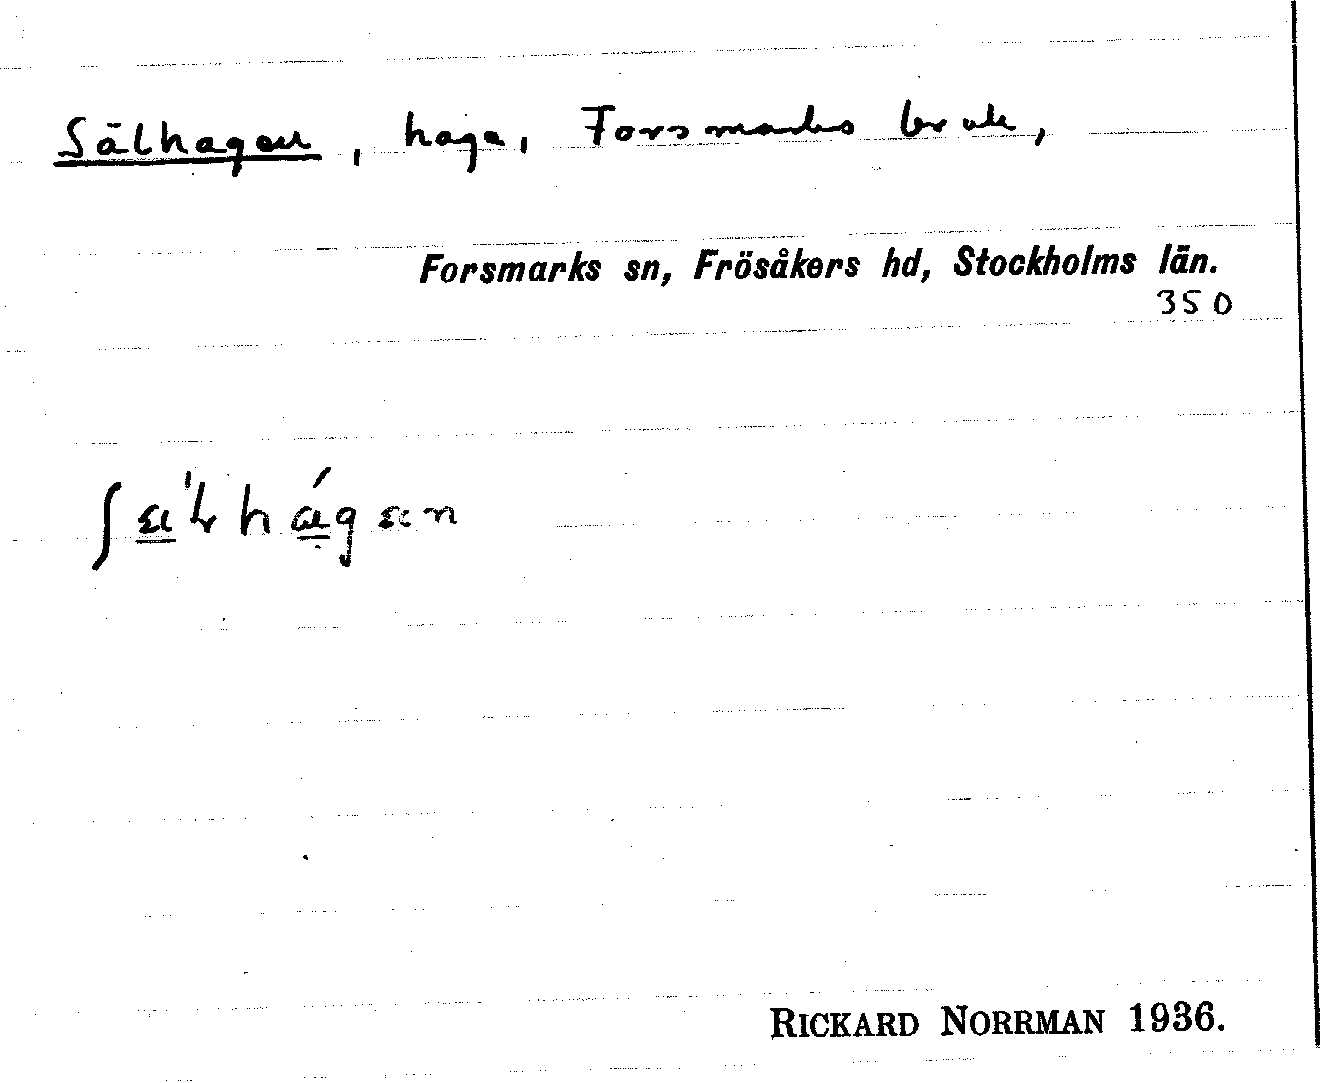 Sälhagen, hage, Forsmarks bruk,
Forsmarks sn, Frösåkers hd, Stockholms län.
350
RICKARD NORRMAN 1936.